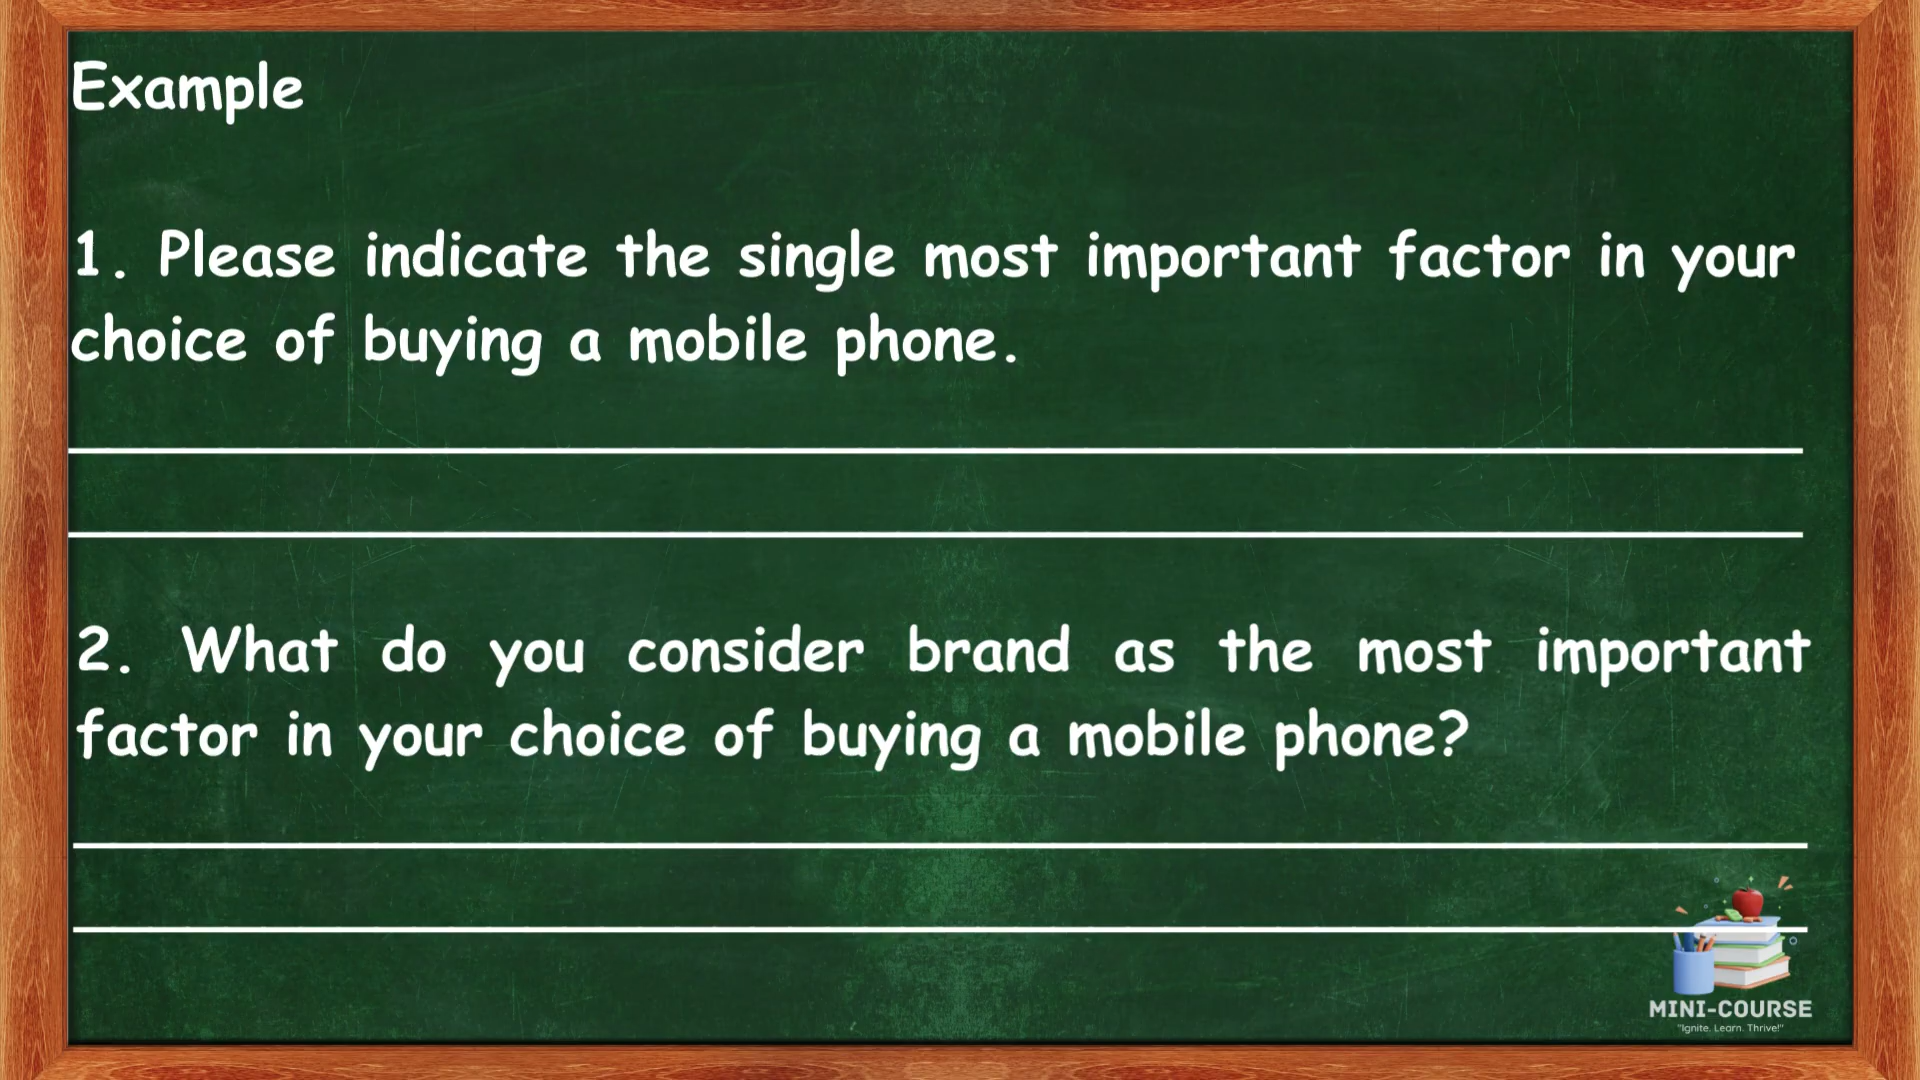 Example
1. Please indicate the single most important factor in your
choice of buying a mobile phone.
2. What do you consider brand as the most important
factor in your choice of buying a mobile phone?
MINI-COURSE
"Ignite. Learn. Thrive!"